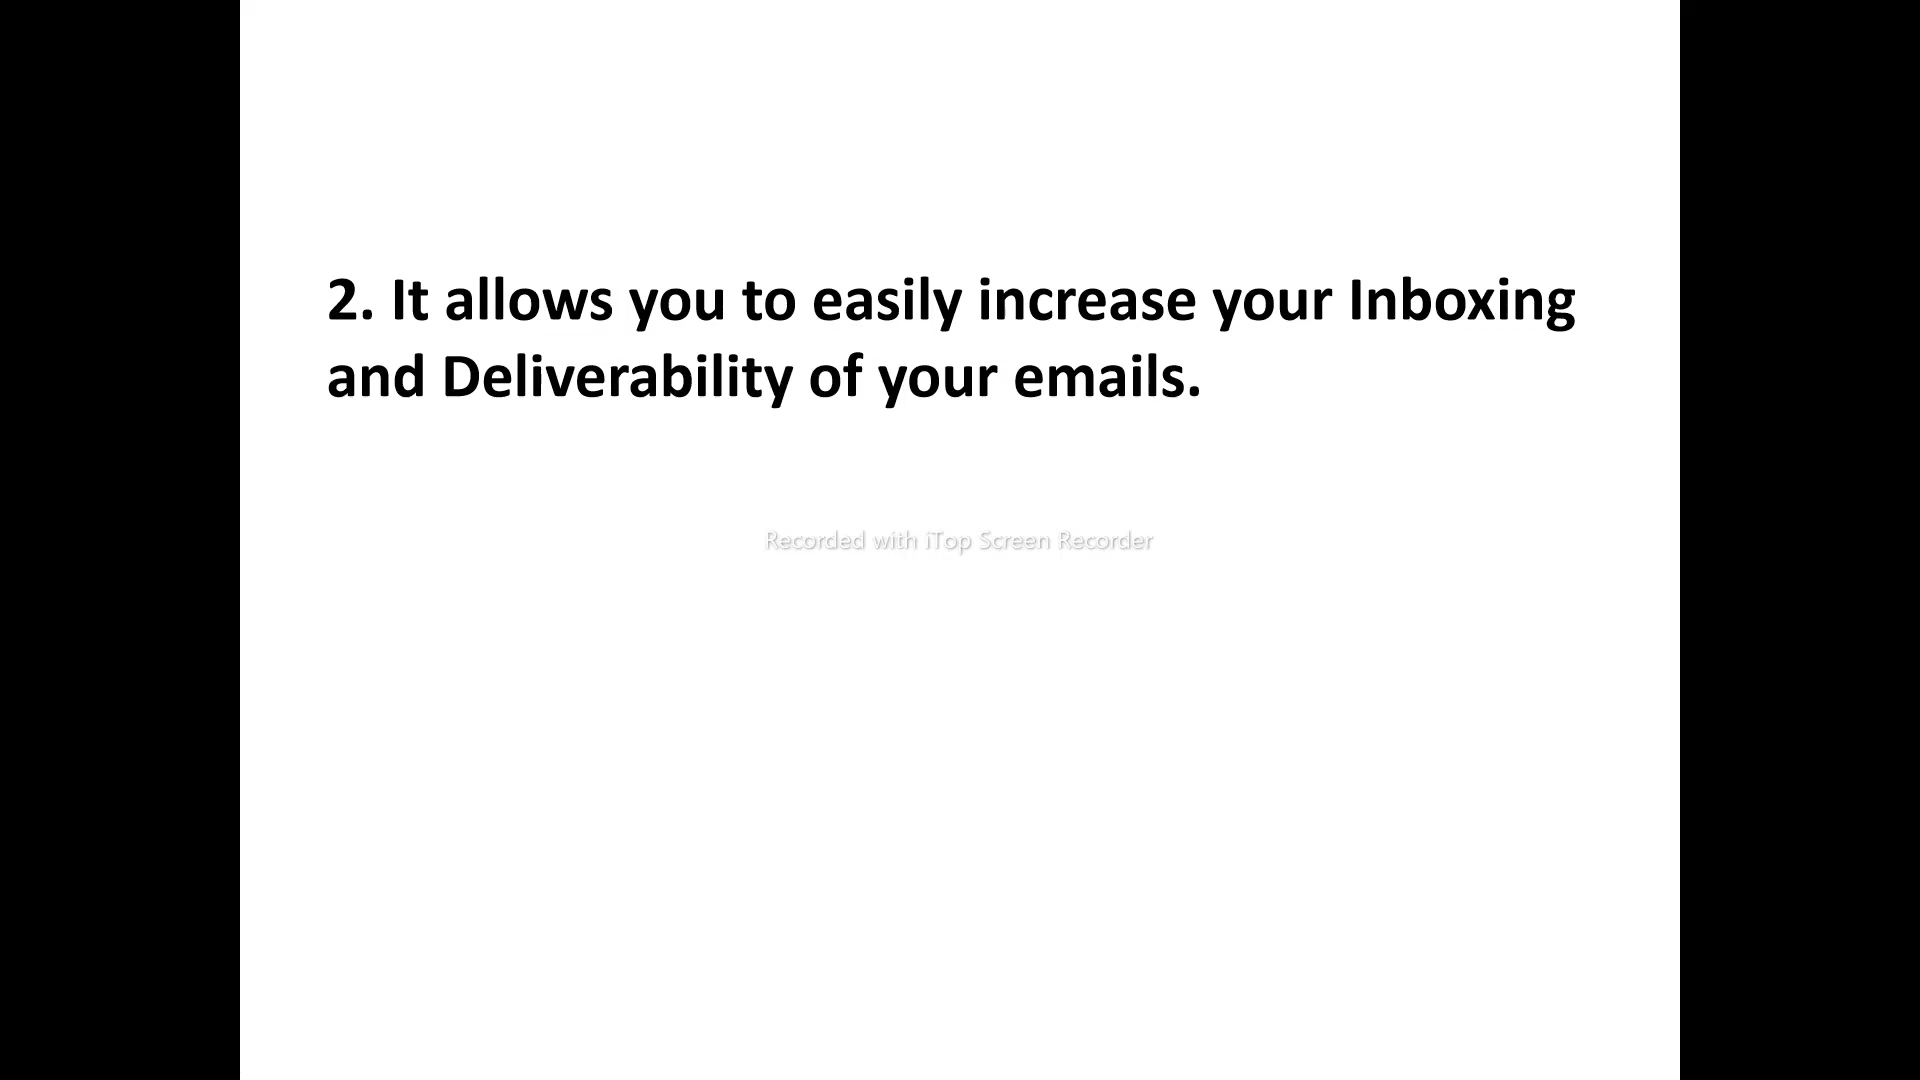 2. It allows you to easily increase your Inboxing
and Deliverability of your emails.
Recorded with iTop Screen Recorder